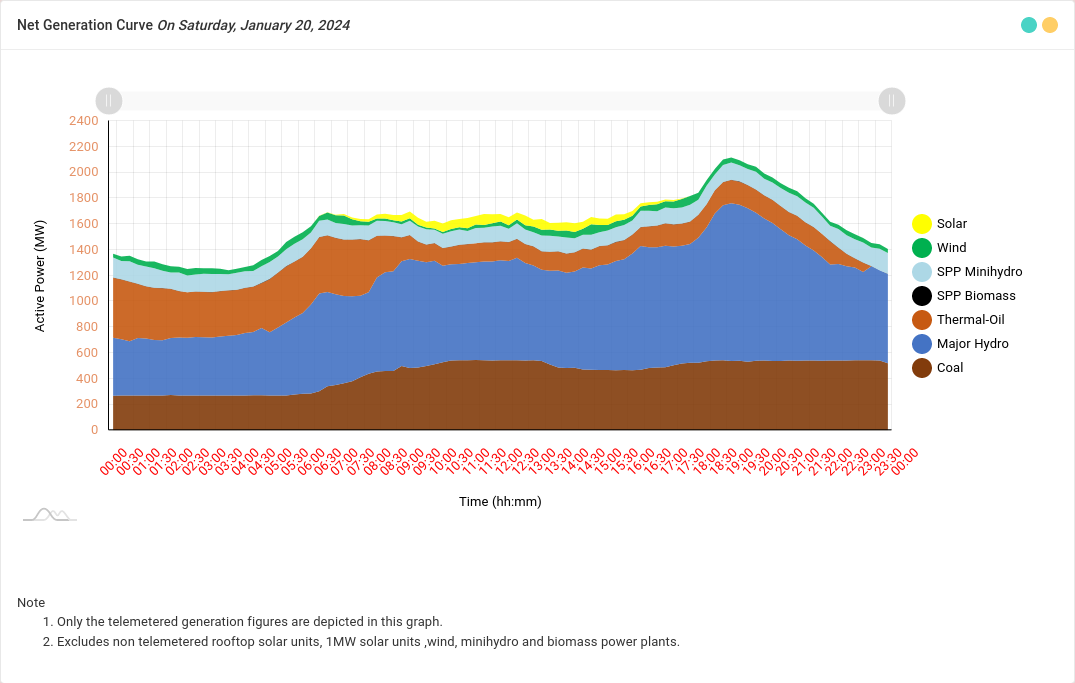 Net Generation Curve On Saturday, January 20, 2024
2400
2200
2000
1800
1600
1400
1200
1000
800
600
400
200
0
Active Power (MW)
00:00 00:30 01:00 01:30 02:00 02:30 03:00 03:30 04:00 04:30 05:00 05:30 06:00 06:30 07:00 07:30 08:00 08:30 09:00 09:30 10:00 10:30 11:00 11:30 12:00 12:30 13:00 13:30 14:00 14:30 15:00 15:30 16:00 16:30 17:00 17:30 18:00 18:30 19:00 19:30 20:00 20:30 21:00 21:30 22:00 22:30 23:00 23:30 00:00
Time (hh:mm)
Solar
Wind
SPP Minihydro
SPP Biomass
Thermal-Oil
Major Hydro
Coal
Note
1. Only the telemetered generation figures are depicted in this graph.
2. Excludes non telemetered rooftop solar units, 1MW solar units ,wind, minihydro and biomass power plants.